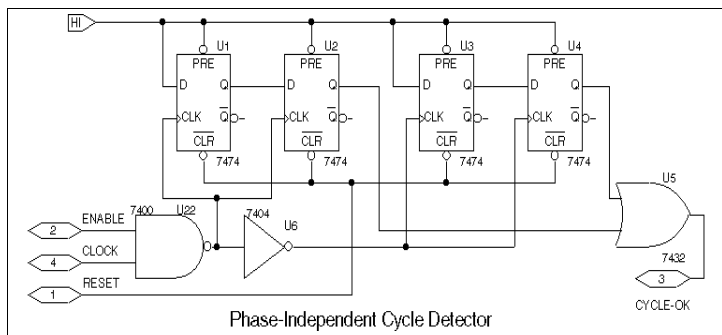 HI
U1 U2 U3 U4
PRE PRE PRE PRE
D Q D Q D Q D Q
CLK Q CLK Q CLK Q CLK Q
CLR CLR CLR CLR
7474 7474 7474 7474
U5
7400 U22 7404 U6
2 ENABLE
4 CLOCK
1 RESET
7432
3
CYCLE-OK
Phase-Independent Cycle Detector